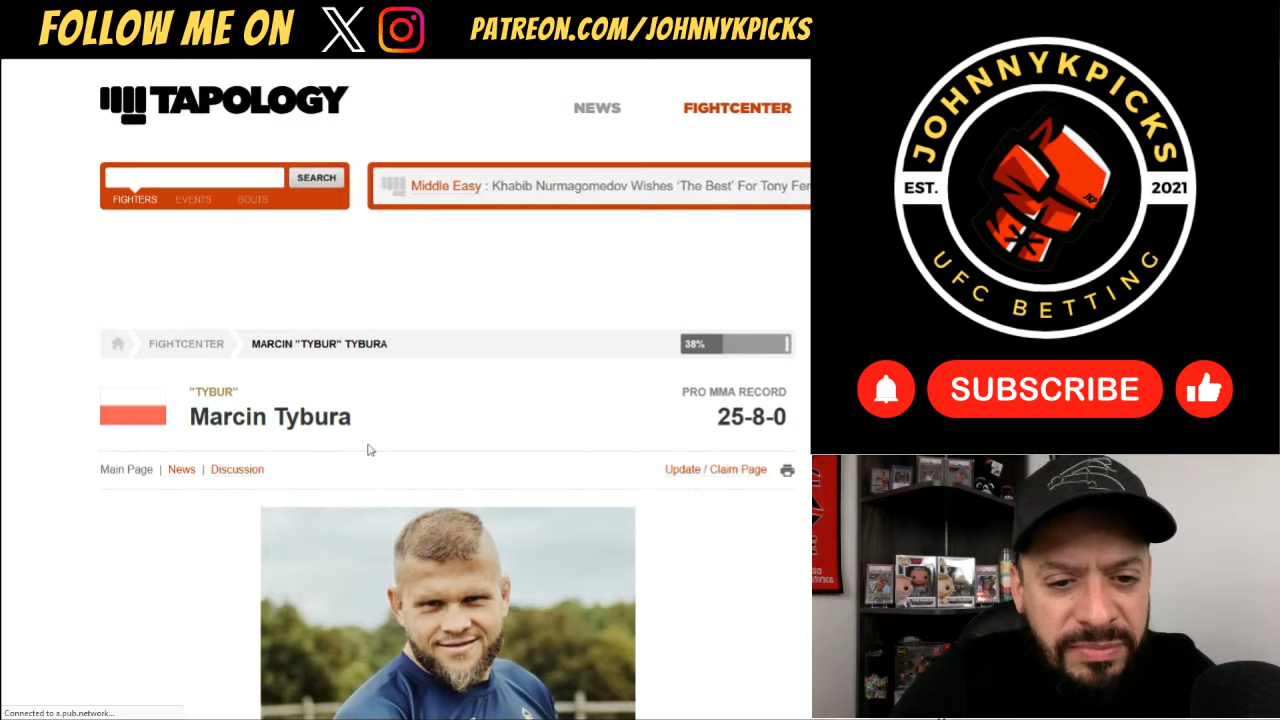 FOLLOW ME ON
PATREON.COM/JOHNNYKPICKS
TAPOLOGY
NEWS
FIGHTCENTER
SEARCH
FIGHTERS
EVENTS
BOUTS
Middle Easy : Khabib Nurmagomedov Wishes ‘The Best’ For Tony Fer
FIGHTCENTER
MARCIN "TYBUR" TYBURA
38%
"TYBUR"
Marcin Tybura
PRO MMA RECORD
25-8-0
Main Page | News | Discussion
Update / Claim Page
Connected to a.pub.network...
JOHNNYKPICKS
EST.
2021
UFC BETTING
SUBSCRIBE